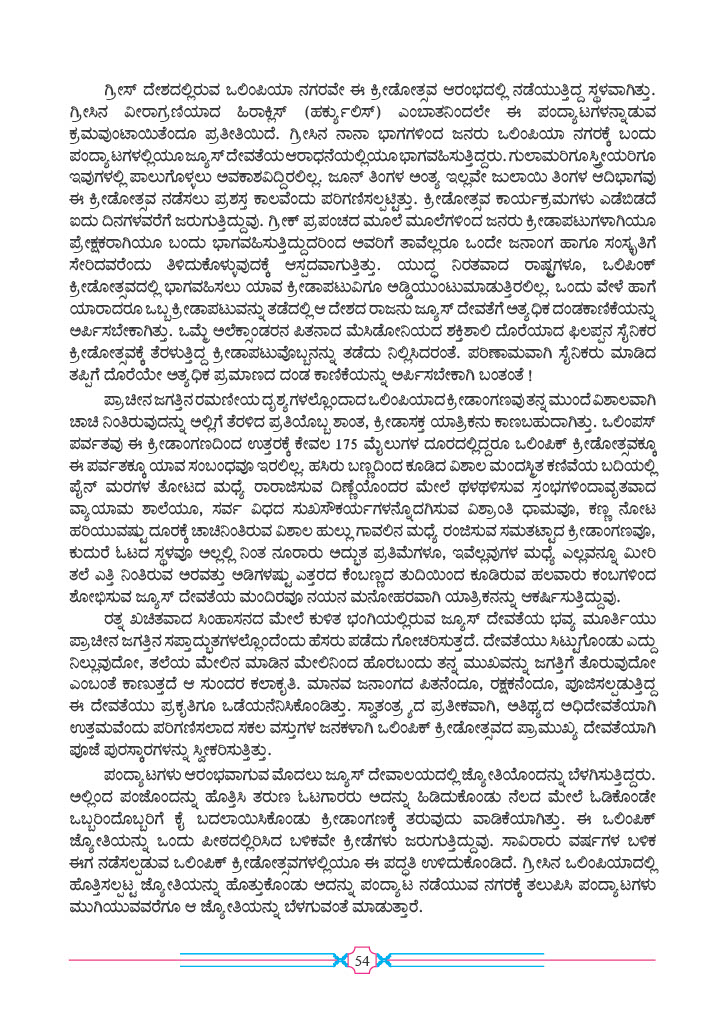 ಗ್ರೀಸ್ ದೇಶದಲ್ಲಿರುವ ಒಲಿಂಪಿಯಾ ನಗರವೇ ಈ ಕ್ರೀಡೋತ್ಸವ ಆರಂಭದಲ್ಲಿ ನಡೆಯುತ್ತಿದ್ದ ಸ್ಥಳವಾಗಿತ್ತು.
ಗ್ರೀಸಿನ ವೀರಾಗ್ರಣಿಯಾದ ಹಿರಾಕ್ಲಿಸ್ (ಹರ್ಕ್ಯುಲಿಸ್) ಎಂಬಾತನಿಂದಲೇ ಈ ಪಂದ್ಯಾಟಗಳನ್ನಾಡುವ
ಕ್ರಮವುಂಟಾಯಿತೆಂದೂ ಪ್ರತೀತಿಯಿದೆ. ಗ್ರೀಸಿನ ನಾನಾ ಭಾಗಗಳಿಂದ ಜನರು ಒಲಿಂಪಿಯಾ ನಗರಕ್ಕೆ ಬಂದು
ಪಂದ್ಯಾಟಗಳಲ್ಲಿಯೂ ಜ್ಯೂಸ್ ದೇವತೆಯ ಆರಾಧನೆಯಲ್ಲಿಯೂ ಭಾಗವಹಿಸುತ್ತಿದ್ದರು. ಗುಲಾಮರಿಗೂ ಸ್ತ್ರೀಯರಿಗೂ
ಇವುಗಳಲ್ಲಿ ಪಾಲುಗೊಳ್ಳಲು ಅವಕಾಶವಿದ್ದಿರಲಿಲ್ಲ. ಜೂನ್ ತಿಂಗಳ ಅಂತ್ಯ ಇಲ್ಲವೇ ಜುಲಾಯಿ ತಿಂಗಳ ಆದಿಭಾಗವು
ಈ ಕ್ರೀಡೋತ್ಸವ ನಡೆಸಲು ಪ್ರಶಸ್ತ ಕಾಲವೆಂದು ಪರಿಗಣಿಸಲ್ಪಟ್ಟಿತ್ತು. ಕ್ರೀಡೋತ್ಸವ ಕಾರ್ಯಕ್ರಮಗಳು ಎಡೆಬಿಡದೆ
ಐದು ದಿನಗಳವರೆಗೆ ಜರುಗುತ್ತಿದ್ದುವು. ಗ್ರೀಕ್ ಪ್ರಪಂಚದ ಮೂಲೆ ಮೂಲೆಗಳಿಂದ ಜನರು ಕ್ರೀಡಾಪಟುಗಳಾಗಿಯೂ
ಪ್ರೇಕ್ಷಕರಾಗಿಯೂ ಬಂದು ಭಾಗವಹಿಸುತ್ತಿದ್ದುದರಿಂದ ಅವರಿಗೆ ತಾವೆಲ್ಲರೂ ಒಂದೇ ಜನಾಂಗ ಹಾಗೂ ಸಂಸ್ಕೃತಿಗೆ
ಸೇರಿದವರೆಂದು ತಿಳಿದುಕೊಳ್ಳುವುದಕ್ಕೆ ಆಸ್ಪದವಾಗುತ್ತಿತ್ತು. ಯುದ್ಧ ನಿರತವಾದ ರಾಷ್ಟ್ರಗಳೂ, ಒಲಿಪಿಂಕ್
ಕ್ರೀಡೋತ್ಸವದಲ್ಲಿ ಭಾಗವಹಿಸಲು ಯಾವ ಕ್ರೀಡಾಪಟುವಿಗೂ ಅಡ್ಡಿಯುಂಟುಮಾಡುತ್ತಿರಲಿಲ್ಲ. ಒಂದು ವೇಳೆ ಹಾಗೆ
ಯಾರಾದರೂ ಒಬ್ಬ ಕ್ರೀಡಾಪಟುವನ್ನು ತಡೆದಲ್ಲಿ ಆ ದೇಶದ ರಾಜನು ಜ್ಯೂಸ್ ದೇವತೆಗೆ ಅತ್ಯಧಿಕ ದಂಡಕಾಣಿಕೆಯನ್ನು
ಅರ್ಪಿಸಬೇಕಾಗಿತ್ತು. ಒಮ್ಮೆ ಅಲೆಕ್ಸಾಂಡರನ ಪಿತನಾದ ಮೆಸಿಡೋನಿಯದ ಶಕ್ತಿಶಾಲಿ ದೊರೆಯಾದ ಫಿಲಪ್ಪನ ಸೈನಿಕರ
ಕ್ರೀಡೋತ್ಸವಕ್ಕೆ ತೆರಳುತ್ತಿದ್ದ ಕ್ರೀಡಾಪಟುವೊಬ್ಬನನ್ನು ತಡೆದು ನಿಲ್ಲಿಸಿದರಂತೆ. ಪರಿಣಾಮವಾಗಿ ಸೈನಿಕರು ಮಾಡಿದ
ತಪ್ಪಿಗೆ ದೊರೆಯೇ ಅತ್ಯಧಿಕ ಪ್ರಮಾಣದ ದಂಡ ಕಾಣಿಕೆಯನ್ನು ಅರ್ಪಿಸಬೇಕಾಗಿ ಬಂತಂತೆ !
ಪ್ರಾಚೀನ ಜಗತ್ತಿನ ರಮಣೀಯ ದೃಶ್ಯಗಳಲ್ಲೊಂದಾದ ಒಲಿಂಪಿಯಾದ ಕ್ರೀಡಾಂಗಣವು ತನ್ನ ಮುಂದೆ ವಿಶಾಲವಾಗಿ
ಚಾಚಿ ನಿಂತಿರುವುದನ್ನು ಅಲ್ಲಿಗೆ ತೆರಳಿದ ಪ್ರತಿಯೊಬ್ಬ ಶಾಂತ, ಕ್ರೀಡಾಸಕ್ತ ಯಾತ್ರಿಕನು ಕಾಣಬಹುದಾಗಿತ್ತು. ಒಲಿಂಪಸ್
ಪರ್ವತವು ಈ ಕ್ರೀಡಾಂಗಣದಿಂದ ಉತ್ತರಕ್ಕೆ ಕೇವಲ 175 ಮೈಲುಗಳ ದೂರದಲ್ಲಿದ್ದರೂ ಒಲಿಂಪಿಕ್ ಕ್ರೀಡೋತ್ಸವಕ್ಕೂ
ಈ ಪರ್ವತಕ್ಕೂ ಯಾವ ಸಂಬಂಧವೂ ಇರಲಿಲ್ಲ. ಹಸಿರು ಬಣ್ಣದಿಂದ ಕೂಡಿದ ವಿಶಾಲ ಮಂದಸ್ಮಿತ ಕಣಿವೆಯ ಬದಿಯಲ್ಲಿ
ಪೈನ್ ಮರಗಳ ತೋಟದ ಮಧ್ಯೆ ರಾರಾಜಿಸುವ ದಿಣ್ಣೆಯೊಂದರ ಮೇಲೆ ಥಳಥಳಿಸುವ ಸ್ತಂಭಗಳಿಂದಾವೃತವಾದ
ವ್ಯಾಯಾಮ ಶಾಲೆಯೂ, ಸರ್ವ ವಿಧದ ಸುಖಸೌಕರ್ಯಗಳನ್ನೊದಗಿಸುವ ವಿಶ್ರಾಂತಿ ಧಾಮವೂ, ಕಣ್ಣ ನೋಟ
ಹರಿಯುವಷ್ಟು ದೂರಕ್ಕೆ ಚಾಚಿನಿಂತಿರುವ ವಿಶಾಲ ಹುಲ್ಲು ಗಾವಲಿನ ಮಧ್ಯೆ ರಂಜಿಸುವ ಸಮತಟ್ಟಾದ ಕ್ರೀಡಾಂಗಣವೂ,
ಕುದುರೆ ಓಟದ ಸ್ಥಳವೂ ಅಲ್ಲಲ್ಲಿ ನಿಂತ ನೂರಾರು ಅದ್ಭುತ ಪ್ರತಿಮೆಗಳೂ, ಇವೆಲ್ಲವುಗಳ ಮಧ್ಯೆ ಎಲ್ಲವನ್ನೂ ಮೀರಿ
ತಲೆ ಎತ್ತಿ ನಿಂತಿರುವ ಅರವತ್ತು ಅಡಿಗಳಷ್ಟು ಎತ್ತರದ ಕೆಂಬಣ್ಣದ ತುದಿಯಿಂದ ಕೂಡಿರುವ ಹಲವಾರು ಕಂಬಗಳಿಂದ
ಶೋಭಿಸುವ ಜ್ಯೂಸ್ ದೇವತೆಯ ಮಂದಿರವೂ ನಯನ ಮನೋಹರವಾಗಿ ಯಾತ್ರಿಕನನ್ನು ಆಕರ್ಷಿಸುತ್ತಿದ್ದುವು.
ರತ್ನ ಖಚಿತವಾದ ಸಿಂಹಾಸನದ ಮೇಲೆ ಕುಳಿತ ಭಂಗಿಯಲ್ಲಿರುವ ಜ್ಯೂಸ್ ದೇವತೆಯ ಭವ್ಯ ಮೂರ್ತಿಯು
ಪ್ರಾಚೀನ ಜಗತ್ತಿನ ಸಪ್ತಾದ್ಭುತಗಳಲ್ಲೊಂದೆಂದು ಹೆಸರು ಪಡೆದು ಗೋಚರಿಸುತ್ತದೆ. ದೇವತೆಯು ಸಿಟ್ಟುಗೊಂಡು ಎದ್ದು
ನಿಲ್ಲುವುದೋ, ತಲೆಯ ಮೇಲಿನ ಮಾಡಿನ ಮೇಲಿನಿಂದ ಹೊರಬಂದು ತನ್ನ ಮುಖವನ್ನು ಜಗತ್ತಿಗೆ ತೊರುವುದೋ
ಎಂಬಂತೆ ಕಾಣುತ್ತದೆ ಆ ಸುಂದರ ಕಲಾಕೃತಿ. ಮಾನವ ಜನಾಂಗದ ಪಿತನೆಂದೂ, ರಕ್ಷಕನೆಂದೂ, ಪೂಜಿಸಲ್ಪಡುತ್ತಿದ್ದ
ಈ ದೇವತೆಯು ಪ್ರಕೃತಿಗೂ ಒಡೆಯನೆನಿಸಿಕೊಂಡಿತ್ತು. ಸ್ವಾತಂತ್ರ್ಯದ ಪ್ರತೀಕವಾಗಿ, ಅತಿಥ್ಯದ ಅಧಿದೇವತೆಯಾಗಿ
ಉತ್ತಮವೆಂದು ಪರಿಗಣಿಸಲಾದ ಸಕಲ ವಸ್ತುಗಳ ಜನಕಳಾಗಿ ಒಲಿಂಪಿಕ್ ಕ್ರೀಡೋತ್ಸವದ ಪ್ರಾಮುಖ್ಯ ದೇವತೆಯಾಗಿ
ಪೂಜೆ ಪುರಸ್ಕಾರಗಳನ್ನು ಸ್ವೀಕರಿಸುತ್ತಿತ್ತು.
ಪಂದ್ಯಾಟಗಳು ಆರಂಭವಾಗುವ ಮೊದಲು ಜ್ಯೂಸ್ ದೇವಾಲಯದಲ್ಲಿ ಜ್ಯೋತಿಯೊಂದನ್ನು ಬೆಳಗಿಸುತ್ತಿದ್ದರು.
ಅಲ್ಲಿಂದ ಪಂಜೊಂದನ್ನು ಹೊತ್ತಿಸಿ ತರುಣ ಓಟಗಾರರು ಅದನ್ನು ಹಿಡಿದುಕೊಂಡು ನೆಲದ ಮೇಲೆ ಓಡಿಕೊಂಡೇ
ಒಬ್ಬರಿಂದೊಬ್ಬರಿಗೆ ಕೈ ಬದಲಾಯಿಸಿಕೊಂಡು ಕ್ರೀಡಾಂಗಣಕ್ಕೆ ತರುವುದು ವಾಡಿಕೆಯಾಗಿತ್ತು. ಈ ಒಲಿಂಪಿಕ್
ಜ್ಯೋತಿಯನ್ನು ಒಂದು ಪೀಠದಲ್ಲಿರಿಸಿದ ಬಳಿಕವೇ ಕ್ರೀಡೆಗಳು ಜರುಗುತ್ತಿದ್ದುವು. ಸಾವಿರಾರು ವರ್ಷಗಳ ಬಳಿಕ
ಈಗ ನಡೆಸಲ್ಪಡುವ ಒಲಿಂಪಿಕ್ ಕ್ರೀಡೋತ್ಸವಗಳಲ್ಲಿಯೂ ಈ ಪದ್ಧತಿ ಉಳಿದುಕೊಂಡಿದೆ. ಗ್ರೀಸಿನ ಒಲಿಂಪಿಯಾದಲ್ಲಿ
ಹೊತ್ತಿಸಲ್ಪಟ್ಟ ಜ್ಯೋತಿಯನ್ನು ಹೊತ್ತುಕೊಂಡು ಅದನ್ನು ಪಂದ್ಯಾಟ ನಡೆಯುವ ನಗರಕ್ಕೆ ತಲುಪಿಸಿ ಪಂದ್ಯಾಟಗಳು
ಮುಗಿಯುವವರೆಗೂ ಆ ಜ್ಯೋತಿಯನ್ನು ಬೆಳಗುವಂತೆ ಮಾಡುತ್ತಾರೆ.
54